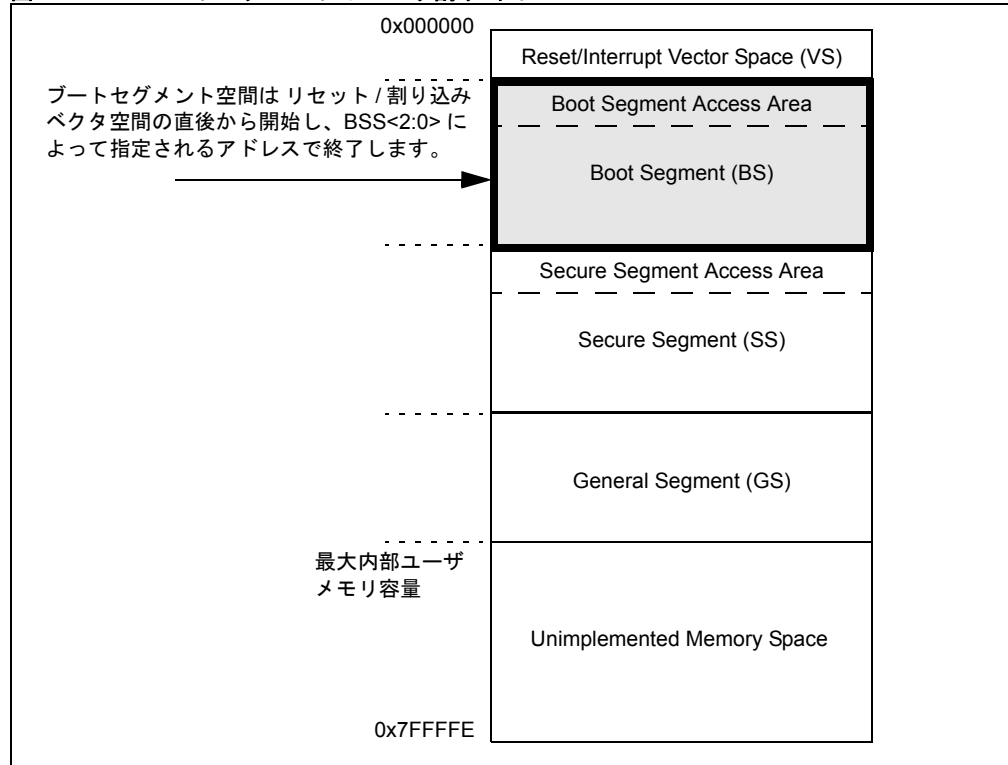 0x000000
Reset/Interrupt Vector Space (VS)
ブートセグメント空間は リセット / 割り込み
ベクタ空間の直後から開始し、BSS<2:0> に
よって指定されるアドレスで終了します。
Boot Segment Access Area
Boot Segment (BS)
Secure Segment Access Area
Secure Segment (SS)
General Segment (GS)
最大内部ユーザ
メモリ容量
Unimplemented Memory Space
0x7FFFFE